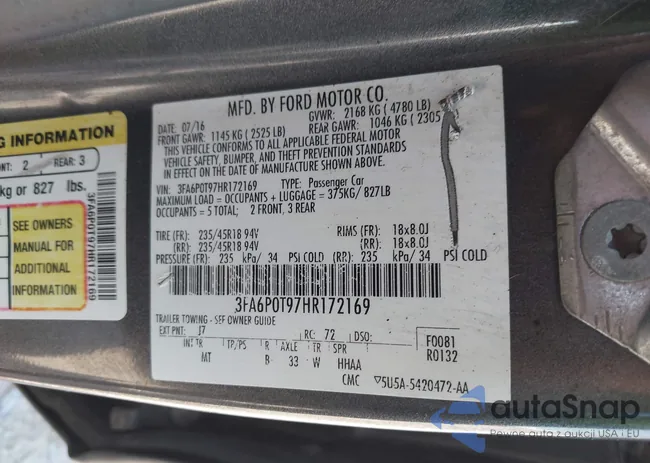 G INFORMATION
NT: 2 REAR: 3
kg or 827 lbs.
SEE OWNERS
MANUAL FOR
ADDITIONAL
INFORMATION
3FA6P0T97HR172169
MFD. BY FORD MOTOR CO.
07/16 GVWR: 2168 KG ( 4780 LB)
FRONT GAWR: 1145 KG ( 2525 LB) REAR GAWR: 1046 KG ( 2305
THIS VEHICLE CONFORMS TO ALL APPLICABLE FEDERAL MOTOR
VEHICLE SAFETY, BUMPER, AND THEFT PREVENTION STANDARDS
IN EFFECT ON THE DATE OF MANUFACTURE SHOWN ABOVE.
VIN: 3FA6P0T97HR172169 TYPE: Passenger Car
MAXIMUM LOAD = OCCUPANTS + LUGGAGE = 375KG/ 827LB
OCCUPANTS = 5 TOTAL: 2 FRONT, 3 REAR
TIRE (FR): 235/45R18 94V RIMS (FR): 18x8.0J
(RR): 235/45R18 94V (RR): 18x8.0J
PRESSURE (FR): 235 kPa/ 34 PSI COLD (RR): 235 kPa/ 34 PSI COLD
3FA6P0T97HR172169
TRAILER TOWING - SEE OWNER GUIDE
EXT PNT: J7 RC: 72 DSO: F0081
R0132
INT TR TP/PS R AXLE TR SPR
MT B 33 W HHAA
CMC ▽5U5A-5420472-AA
autaSnap
Pewne auto z aukcji USA i EU